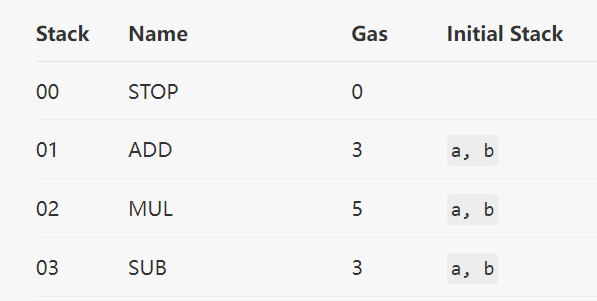 Stack Name Gas Initial Stack
00 STOP 0
01 ADD 3 a, b
02 MUL 5 a, b
03 SUB 3 a, b